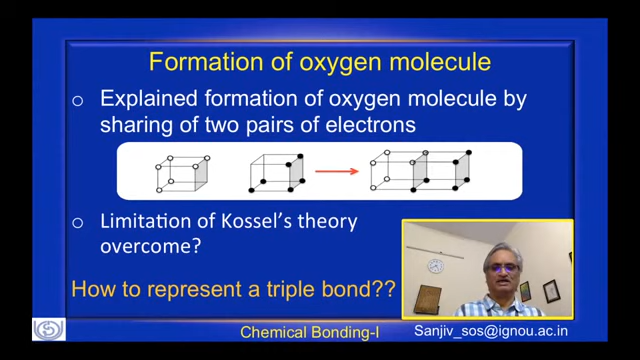 Formation of oxygen molecule
o Explained formation of oxygen molecule by
sharing of two pairs of electrons
o Limitation of Kossel's theory
overcome?
How to represent a triple bond??
Chemical Bonding-I
Sanjiv_sos@ignou.ac.in